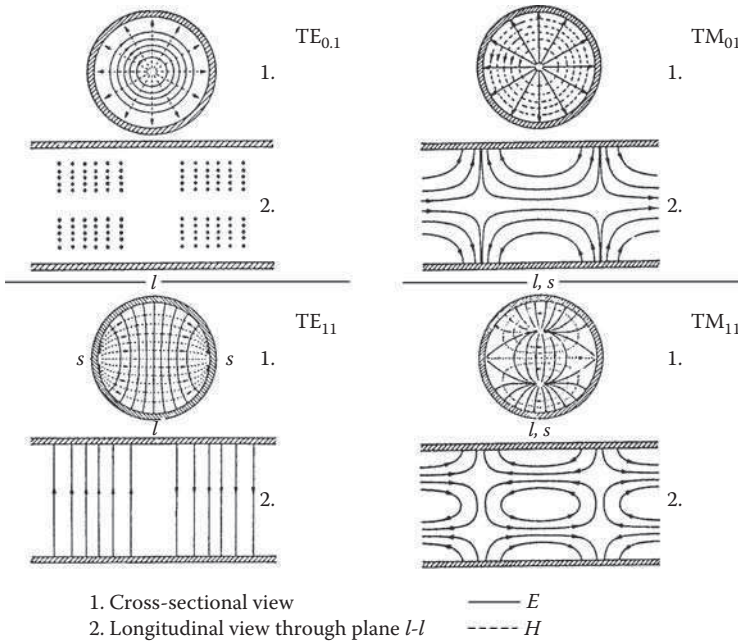 TE0.1
1.
2.
l
TM01
1.
2.
l, s
TE11
s
s
1.
l
2.
TM11
1.
l, s
2.
1. Cross-sectional view
2. Longitudinal view through plane l-l
E
H